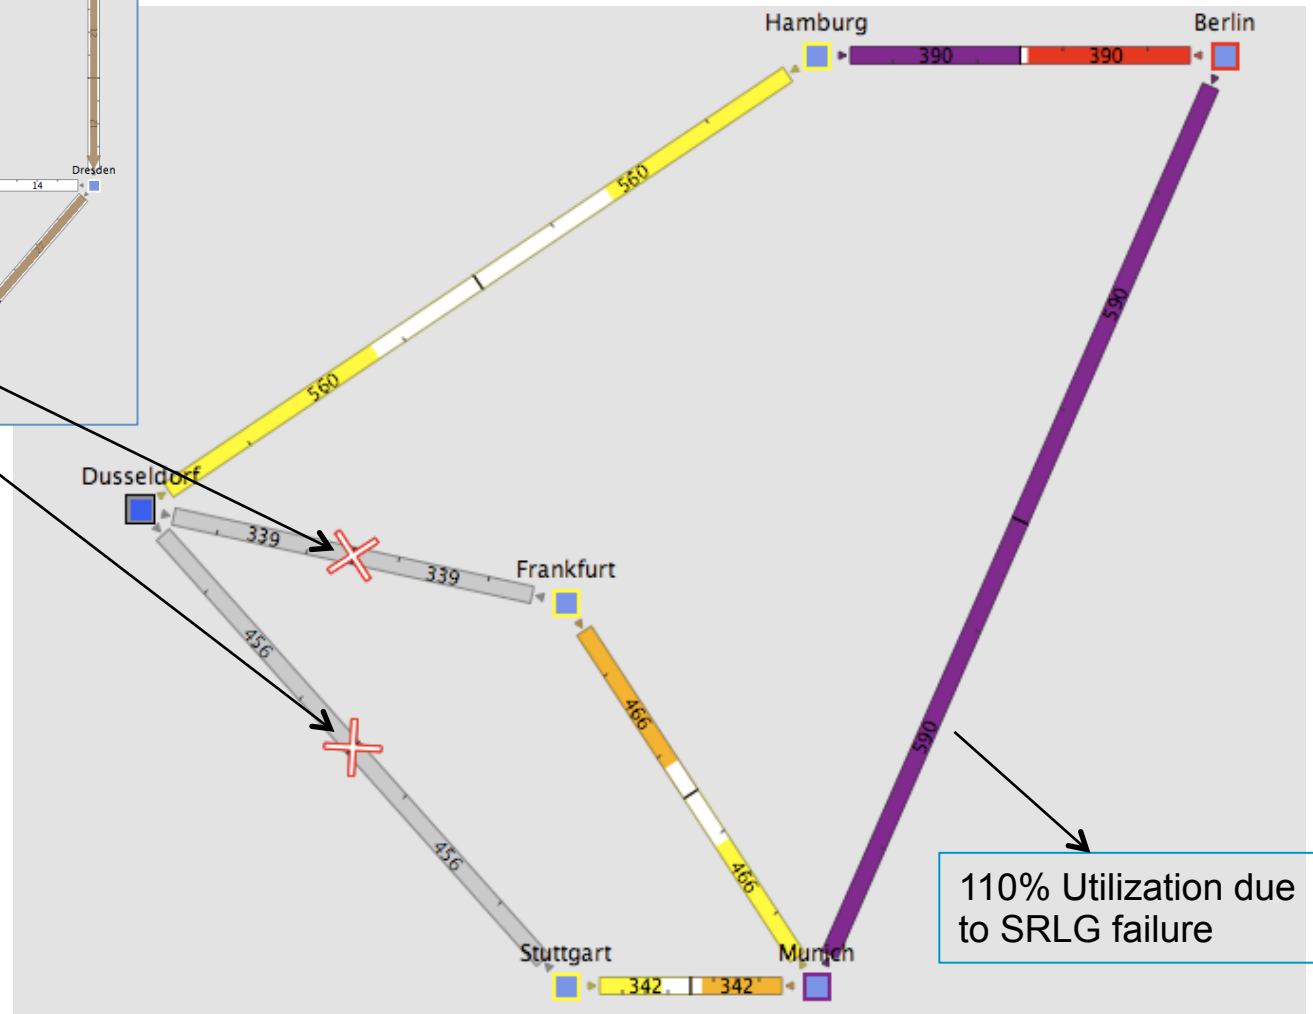 Hamburg
Berlin
390
390
Dresden
14
560
560
590
Dusseldorf
339
Frankfurt
339
456
466
590
456
466
110% Utilization due
to SRLG failure
Stuttgart
Munich
342
342